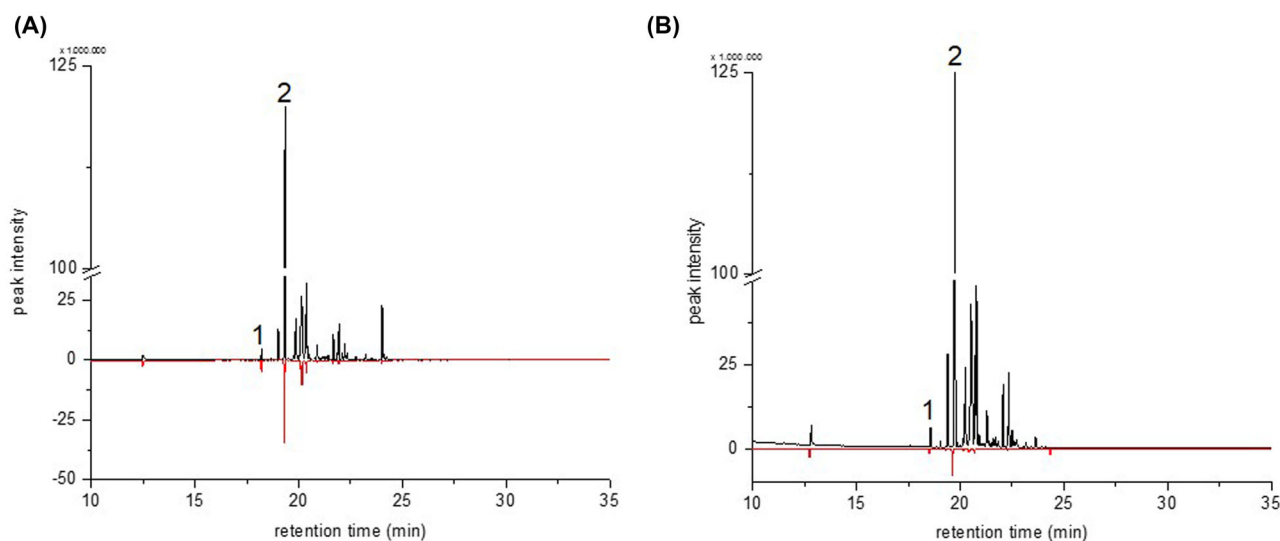 (A)
x 1.000.000
125
100
25
0
-25
-50
peak intensity
1
2
10 15 20 25 30 35
retention time (min)
(B)
x 1.000.000
125
100
25
0
peak intensity
1
2
10 15 20 25 30 35
retention time (min)